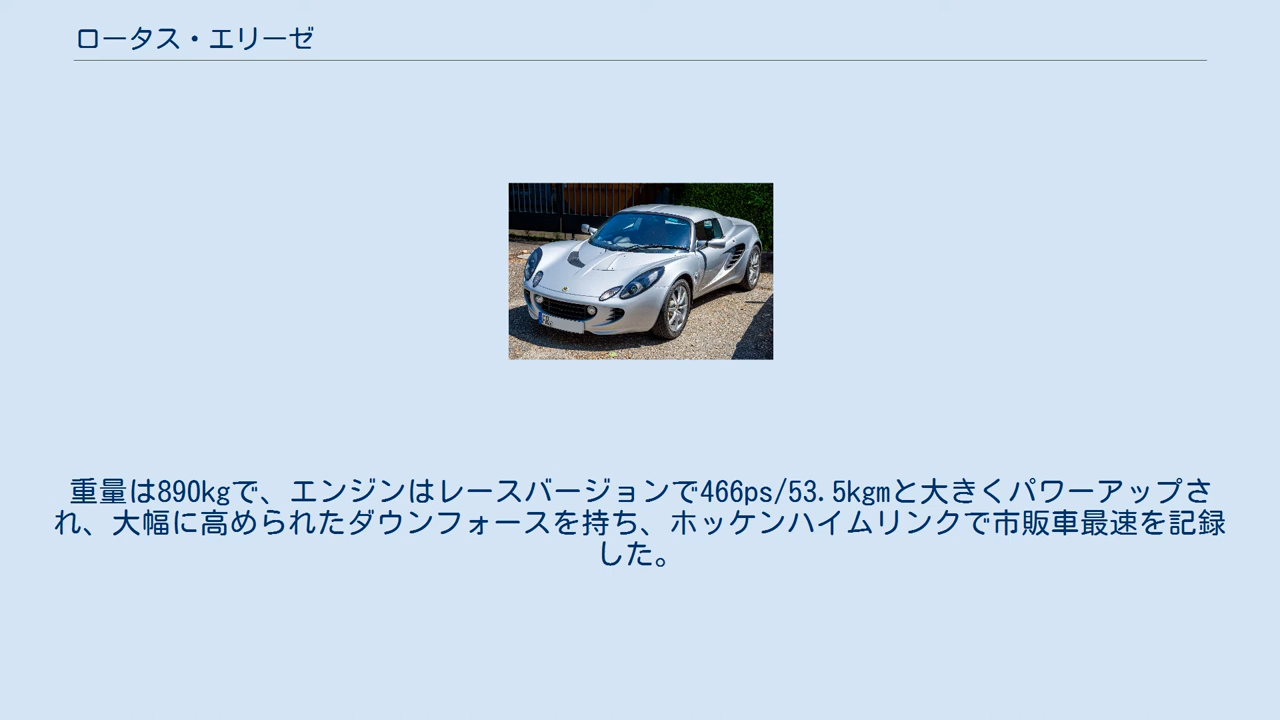 ロータス・エリーゼ
重量は890kgで、エンジンはレースバージョンで466ps/53.5kgmと大きくパワーアップさ
れ、大幅に高められたダウンフォースを持ち、ホッケンハイムリンクで市販車最速を記録
した。